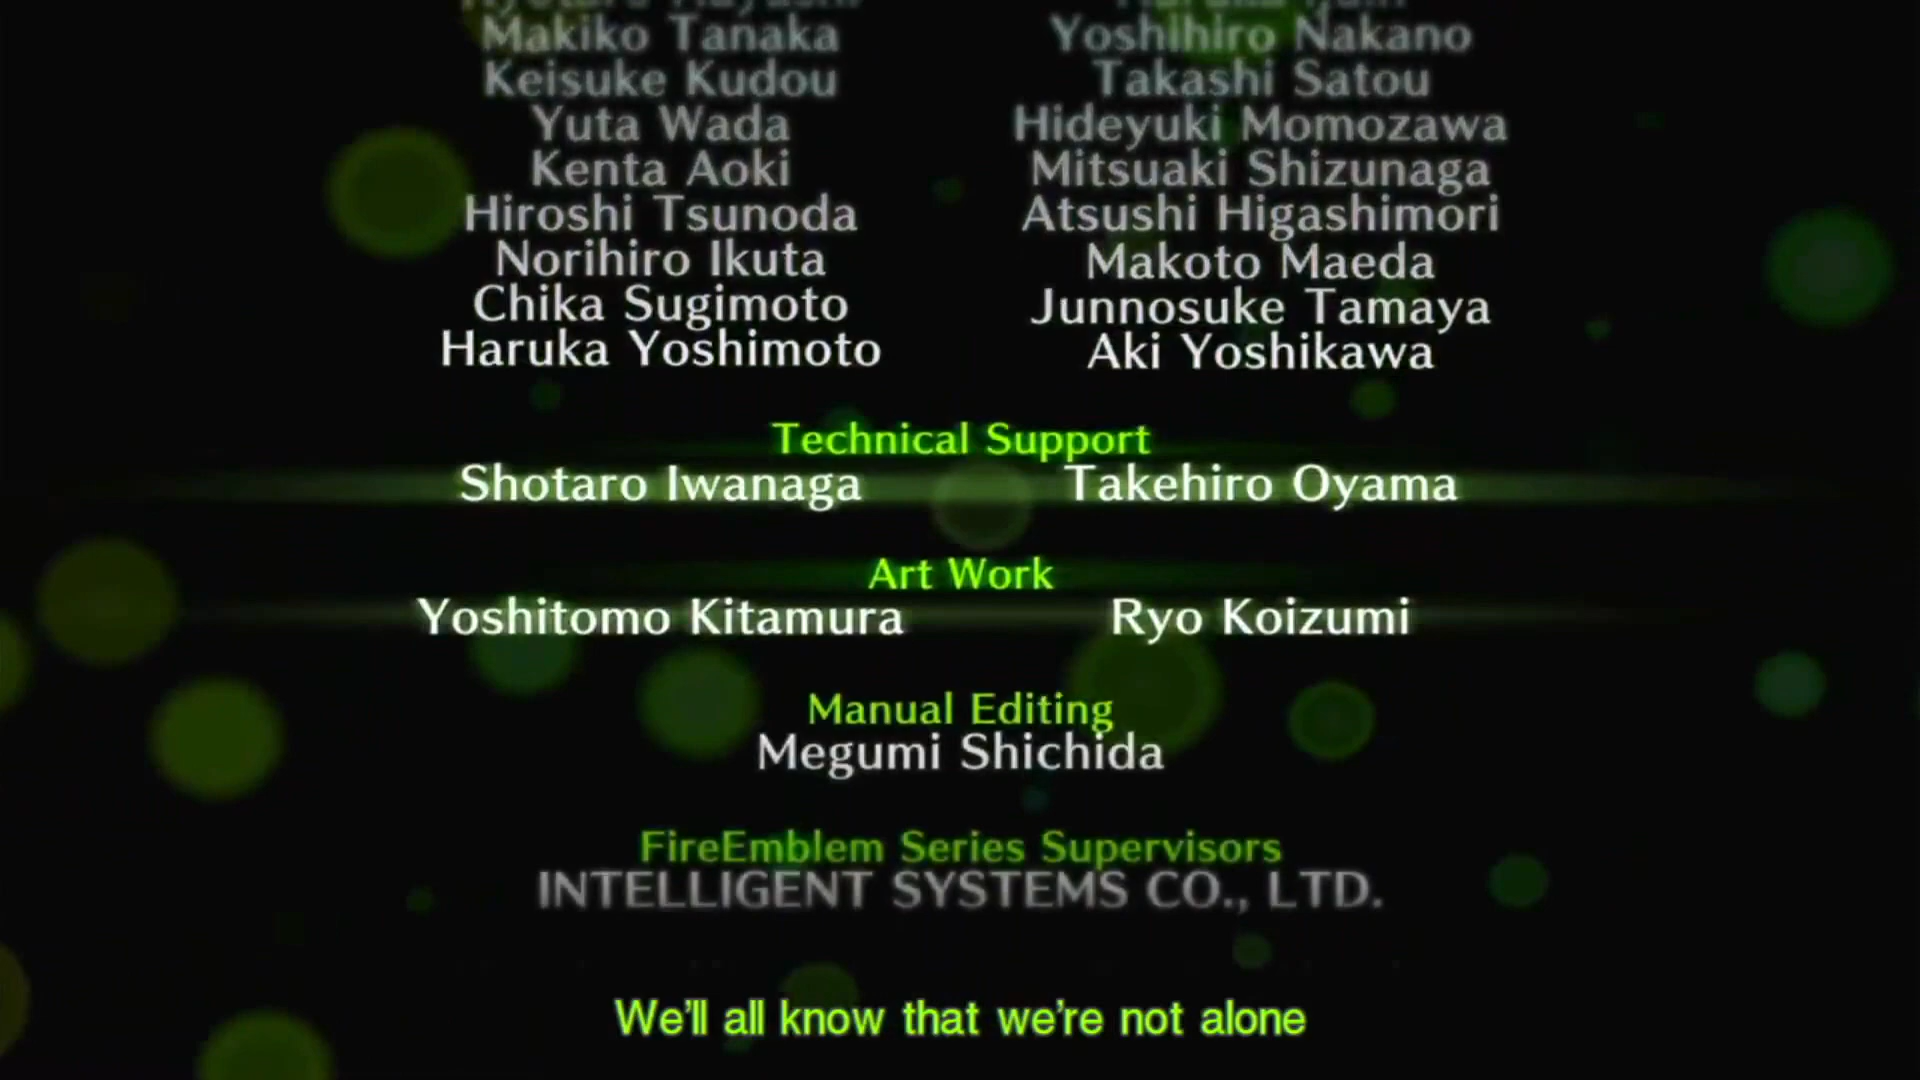 Makiko Tanaka Yoshihiro Nakano
Keisuke Kudou Takashi Satou
Yuta Wada Hideyuki Momozawa
Kenta Aoki Mitsuaki Shizunaga
Hiroshi Tsunoda Atsushi Higashimori
Norihiro Ikuta Makoto Maeda
Chika Sugimoto Junnosuke Tamaya
Haruka Yoshimoto Aki Yoshikawa
Technical Support
Shotaro Iwanaga Takehiro Oyama
Art Work
Yoshitomo Kitamura Ryo Koizumi
Manual Editing
Megumi Shichida
FireEmblem Series Supervisors
INTELLIGENT SYSTEMS CO., LTD.
We'll all know that we're not alone